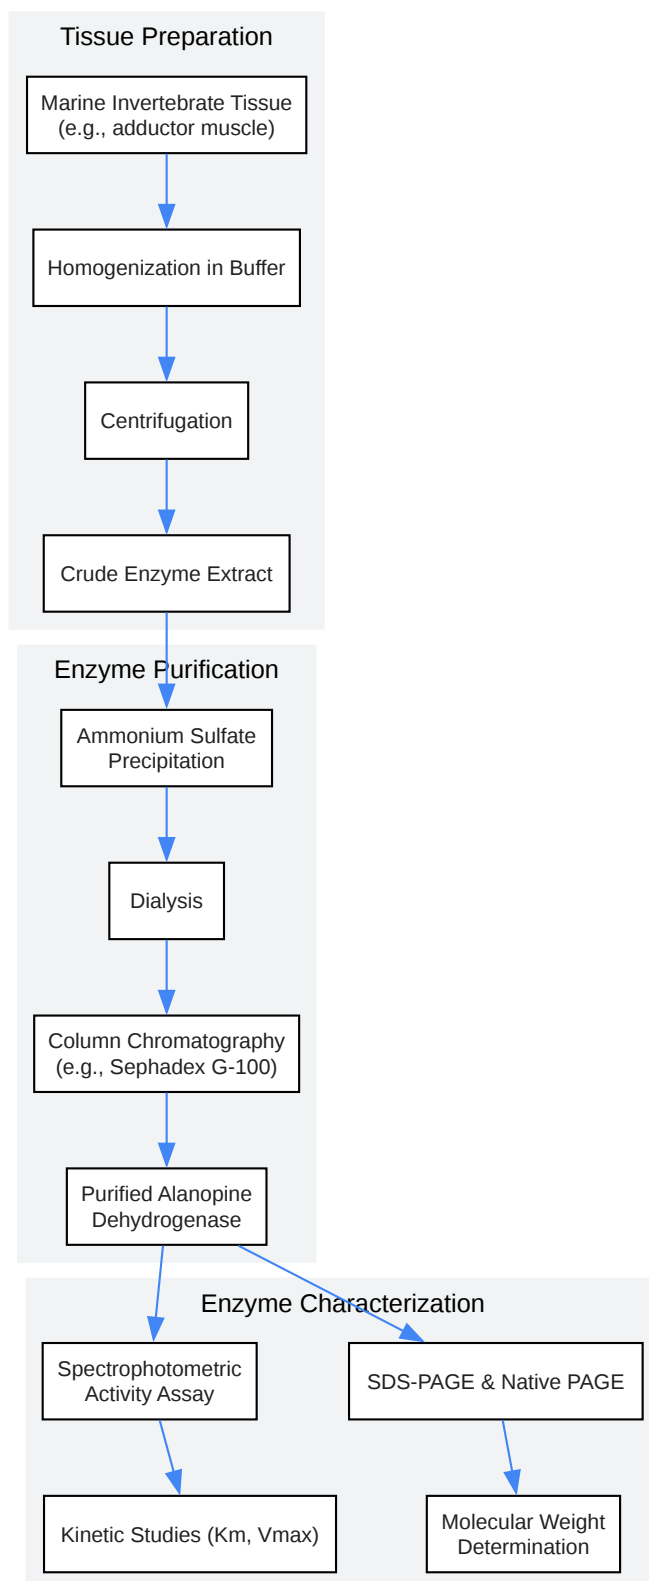 Tissue Preparation
Marine Invertebrate Tissue
(e.g., adductor muscle)
Homogenization in Buffer
Centrifugation
Crude Enzyme Extract
Enzyme Purification
Ammonium Sulfate
Precipitation
Dialysis
Column Chromatography
(e.g., Sephadex G-100)
Purified Alanopine
Dehydrogenase
Enzyme Characterization
Spectrophotometric
Activity Assay
SDS-PAGE & Native PAGE
Kinetic Studies (Km, Vmax)
Molecular Weight
Determination